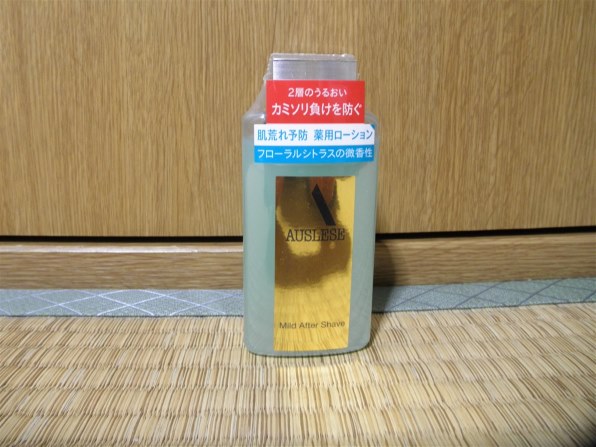 2層のうるおい
カミソリ負けを防ぐ
肌荒れ予防 薬用ローション
フローラルシトラスの微香性
AUSLESE
Mild After Shave